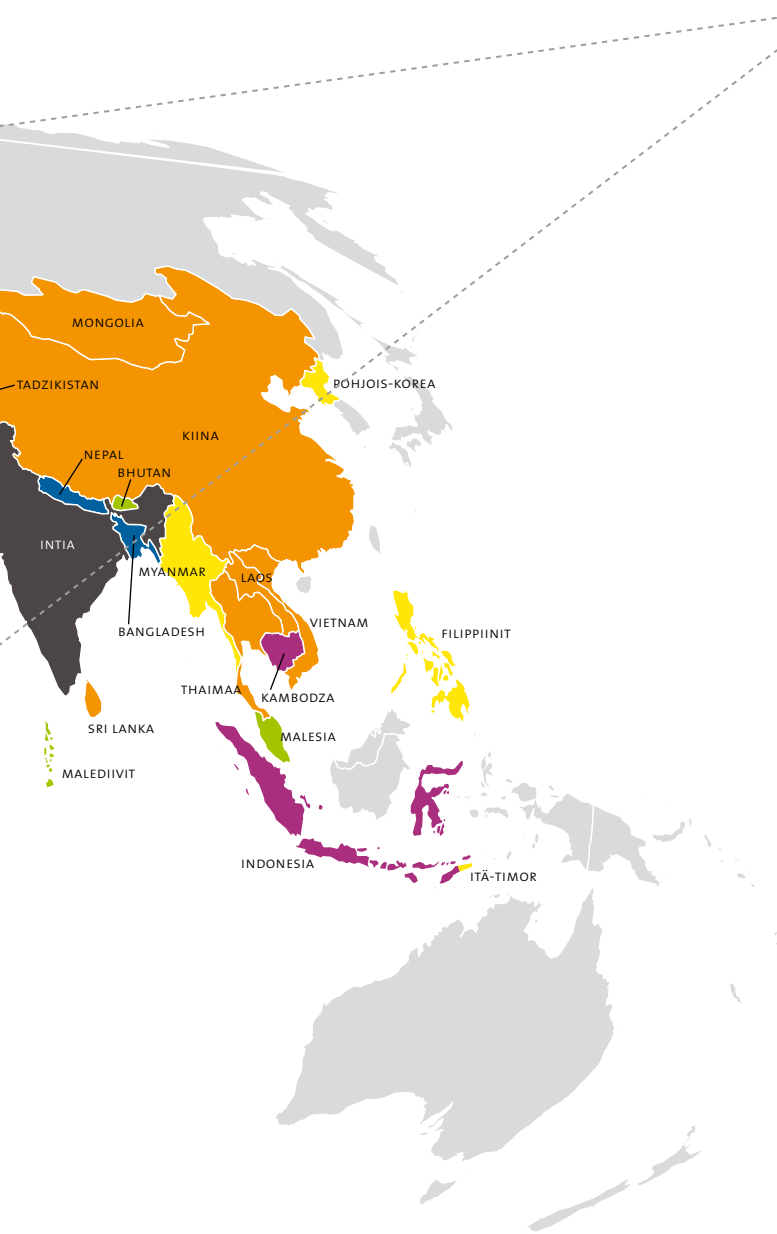 MONGOLIA
TADZIKISTAN
POHJOIS-KOREA
KIINA
NEPAL
BHUTAN
INTIA
MYANMAR
LAOS
VIETNAM
BANGLADESH
FILIPPIINIT
THAIMAA
KAMBODZA
SRI LANKA
MALESIA
MALEDIIVIT
INDONESIA
ITÄ-TIMOR